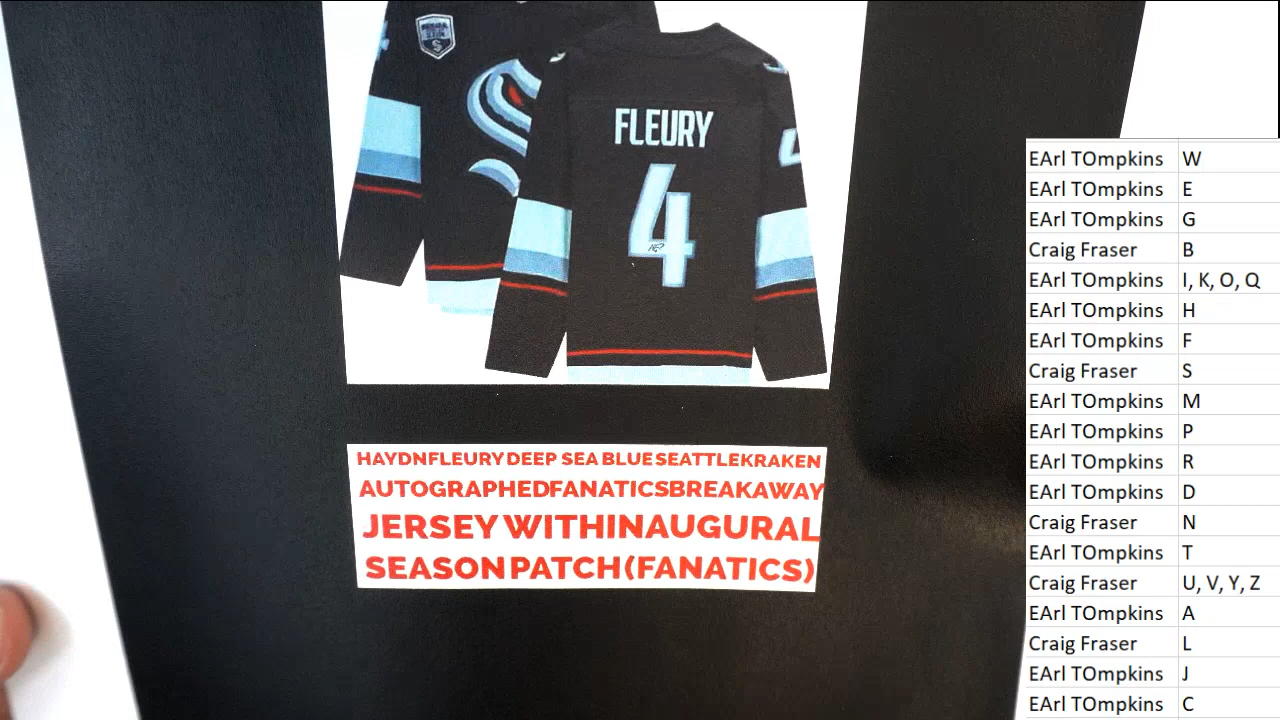 FLEURY
4
4
HAYDNFLEURY DEEP SEA BLUE SEATTLEKRAKEN
AUTOGRAPHEDFANATICSBREAKAWAY
JERSEY WITHINAUGURAL
SEASON PATCH (FANATICS)
EArl TOmpkins W
EArl TOmpkins E
EArl TOmpkins G
Craig Fraser B
EArl TOmpkins I, K, O, Q
EArl TOmpkins H
EArl TOmpkins F
Craig Fraser S
EArl TOmpkins M
EArl TOmpkins P
EArl TOmpkins R
EArl TOmpkins D
Craig Fraser N
EArl TOmpkins T
Craig Fraser U, V, Y, Z
EArl TOmpkins A
Craig Fraser L
EArl TOmpkins J
EArl TOmpkins C